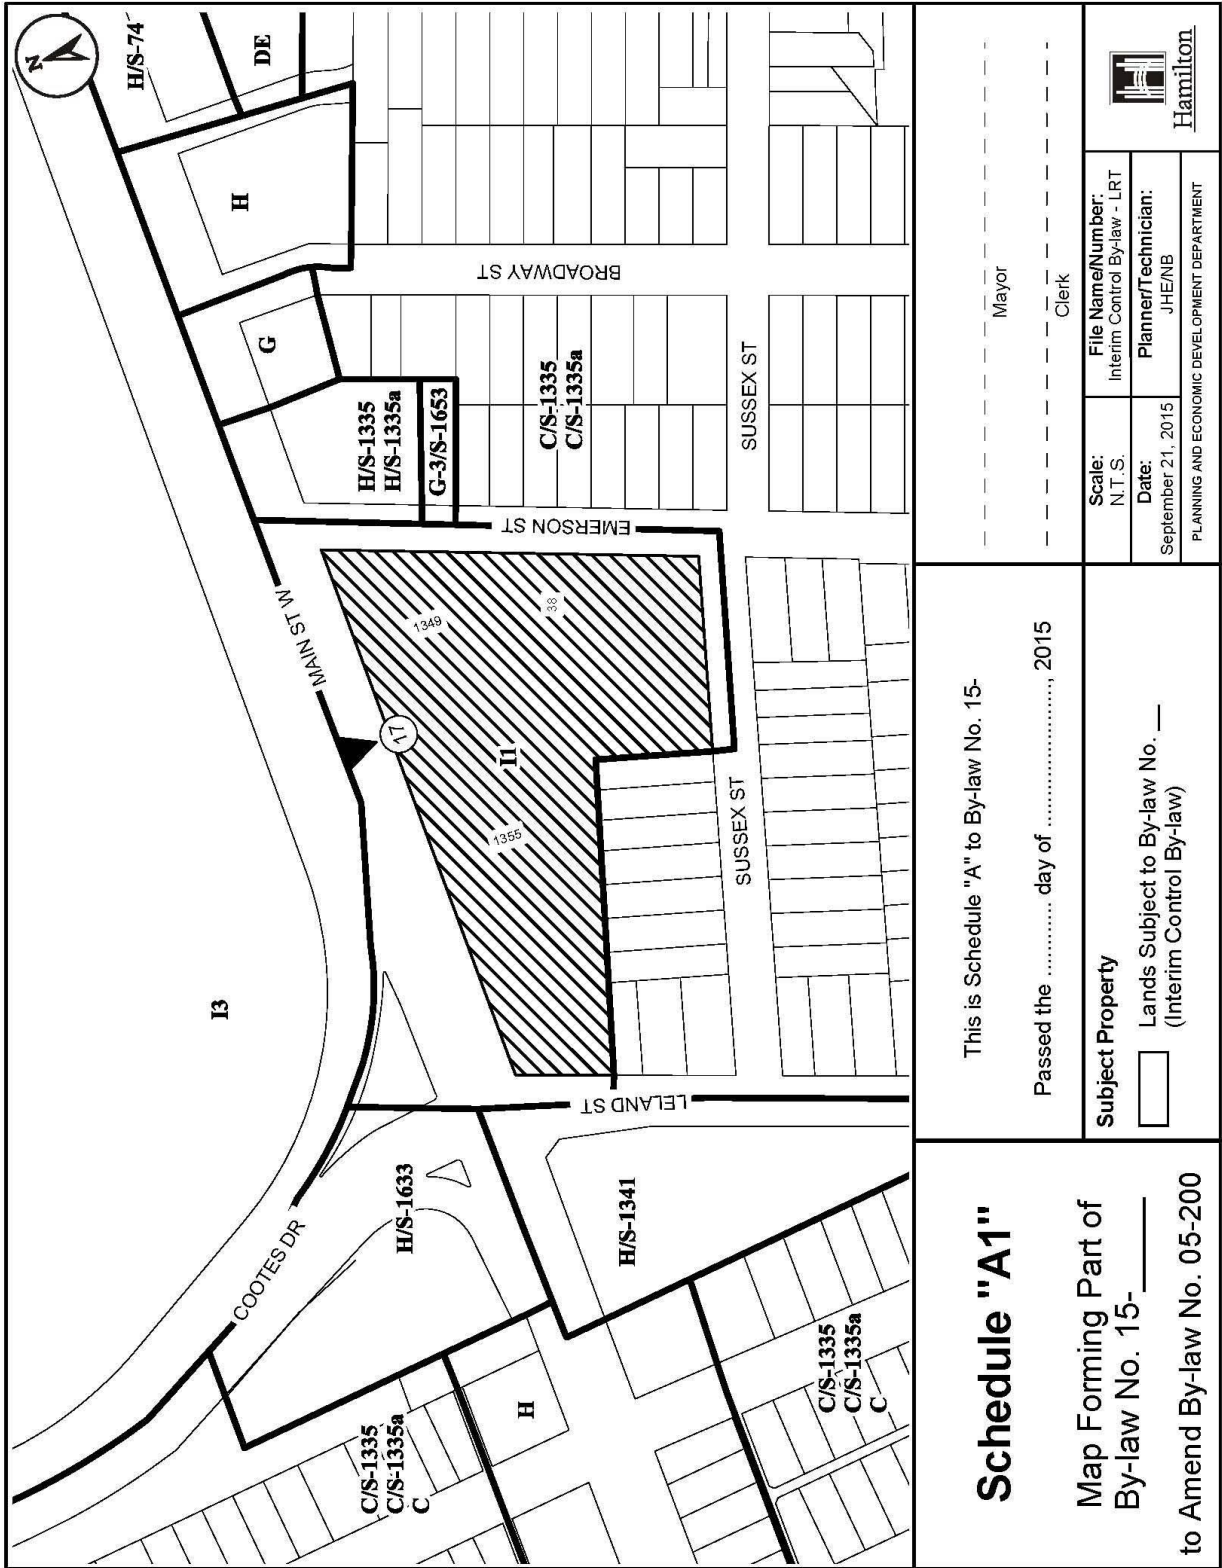 N
H/S-74
DE
H
G
H/S-1335
H/S-1335a
G-3/S-1653
C/S-1335
C/S-1335a
BROADWAY ST
SUSSEX ST
EMERSON ST
MAIN ST W
1349
38
17
I1
1355
SUSSEX ST
I3
LELAND ST
COOTES DR
H/S-1633
H/S-1341
C/S-1335
C/S-1335a
C
H
C/S-1335
C/S-1335a
C
Schedule "A1"
Map Forming Part of
By-law No. 15-______
to Amend By-law No. 05-200
This is Schedule "A" to By-law No. 15-
Passed the ............ day of ........................, 2015
Subject Property
Lands Subject to By-law No. __
(Interim Control By-law)
Mayor
Clerk
Scale:
N.T.S.
File Name/Number:
Interim Control By-law - LRT
Date:
September 21, 2015
Planner/Technician:
JHE/NB
PLANNING AND ECONOMIC DEVELOPMENT DEPARTMENT
Hamilton